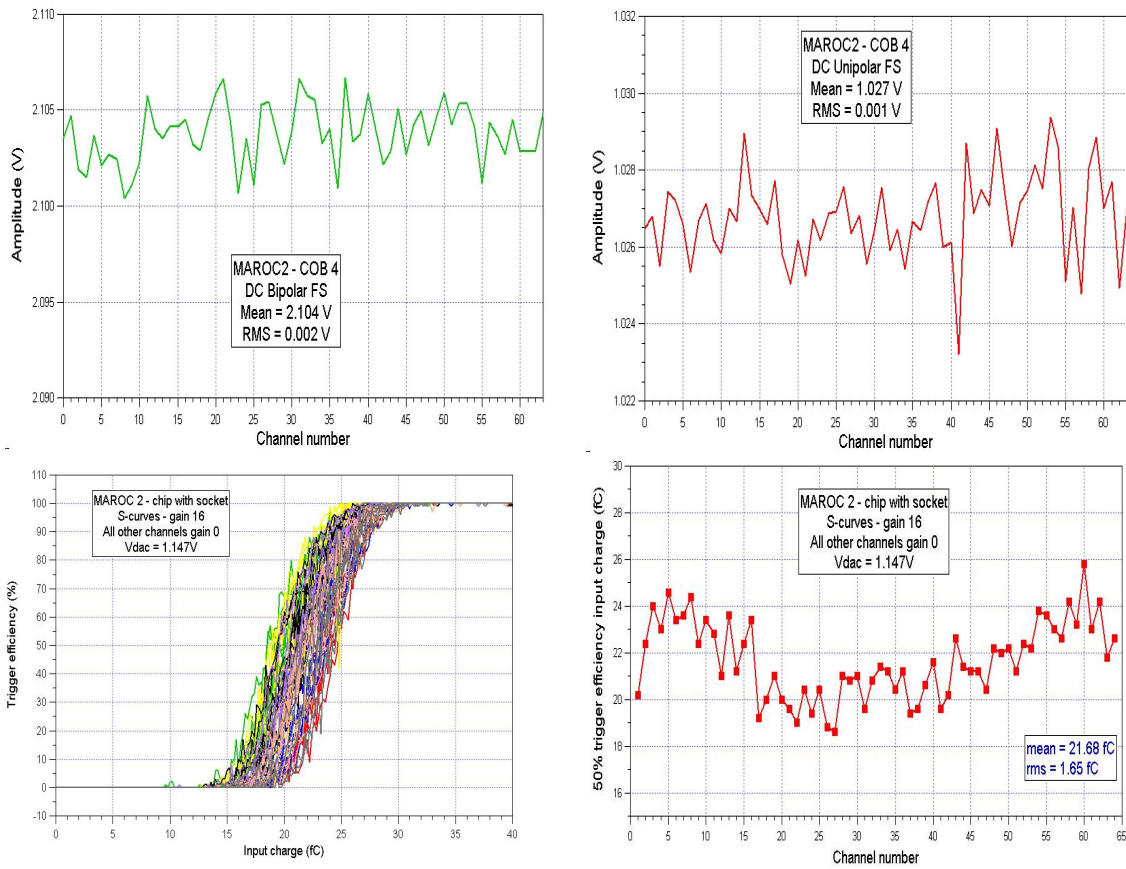 2.110
2.105
2.100
2.095
2.090
Amplitude (V)
MAROC2 - COB 4
DC Bipolar FS
Mean = 2.104 V
RMS = 0.002 V
0 5 10 15 20 25 30 35 40 45 50 55 60
Channel number
1.032
1.030
1.028
1.026
1.024
1.022
Amplitude (V)
MAROC2 - COB 4
DC Unipolar FS
Mean = 1.027 V
RMS = 0.001 V
0 5 10 15 20 25 30 35 40 45 50 55 60
Channel number
110
100
90
80
70
60
50
40
30
20
10
0
-10
Trigger efficiency (%)
MAROC 2 - chip with socket
S-curves - gain 16
All other channels gain 0
Vdac = 1.147V
0 5 10 15 20 25 30 35 40
Input charge (fC)
30
28
26
24
22
20
18
16
50% trigger efficiency input charge (fC)
MAROC 2 - chip with socket
S-curves - gain 16
All other channels gain 0
Vdac = 1.147V
mean = 21.68 fC
rms = 1.65 fC
0 5 10 15 20 25 30 35 40 45 50 55 60 65
Channel number